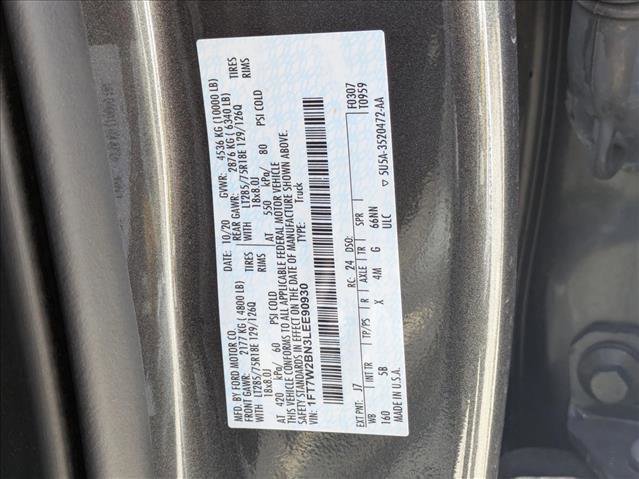 MFD. BY FORD MOTOR CO.
DATE: 10/20 GVWR: 4536 KG (10000 LB)
FRONT GAWR: 2177 KG (4800 LB) REAR GAWR: 2876 KG (6340 LB)
WITH LT285/75R18E 129/126Q TIRES WITH LT285/75R18E 129/126Q TIRES
18x8.0J RIMS 18x8.0J RIMS
AT 420 kPa/ 60 PSI COLD AT 550 kPa/ 80 PSI COLD
THIS VEHICLE CONFORMS TO ALL APPLICABLE FEDERAL MOTOR VEHICLE
SAFETY STANDARDS IN EFFECT ON THE DATE OF MANUFACTURE SHOWN ABOVE.
VIN: 1FT7W2BN3LEE90930 TYPE: Truck
F0307
T0959
EXT PNT: J7 RC: 24 DSO:
WB INT TR TP/PS R AXLE TR SPR
160 5B X 4M G 66NN
ULC
MADE IN U.S.A. 5U5A-3520472-AA